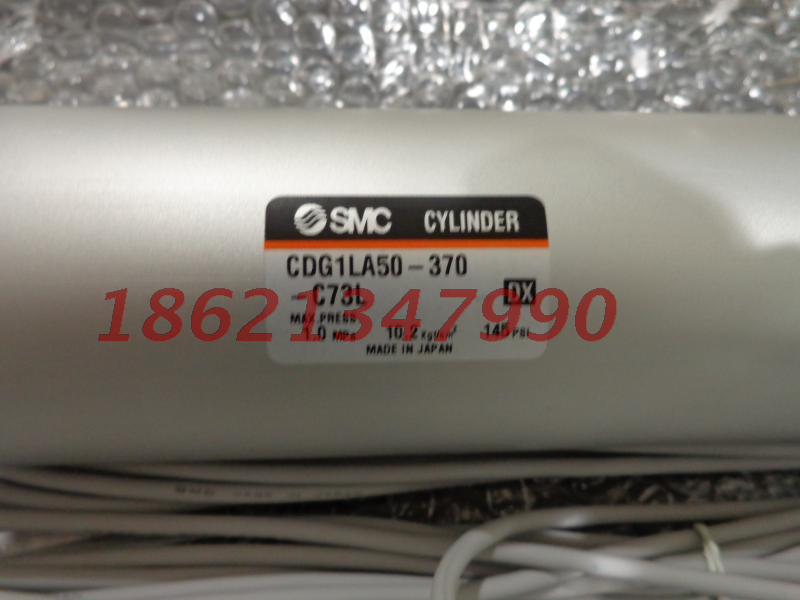 SMC CYLINDER
CDG1LA50-370
-C73L DX
18621347990
MAX.PRESS
1.0 MPa 10.2 Kgf/cm² 145 PSI
MADE IN JAPAN
SMC